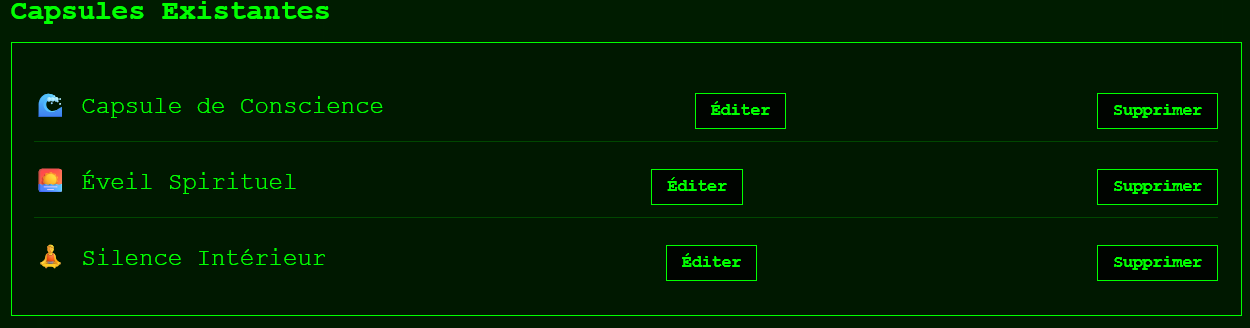 Capsules Existantes
🌊 Capsule de Conscience Éditer Supprimer
🌅 Éveil Spirituel Éditer Supprimer
🧘 Silence Intérieur Éditer Supprimer